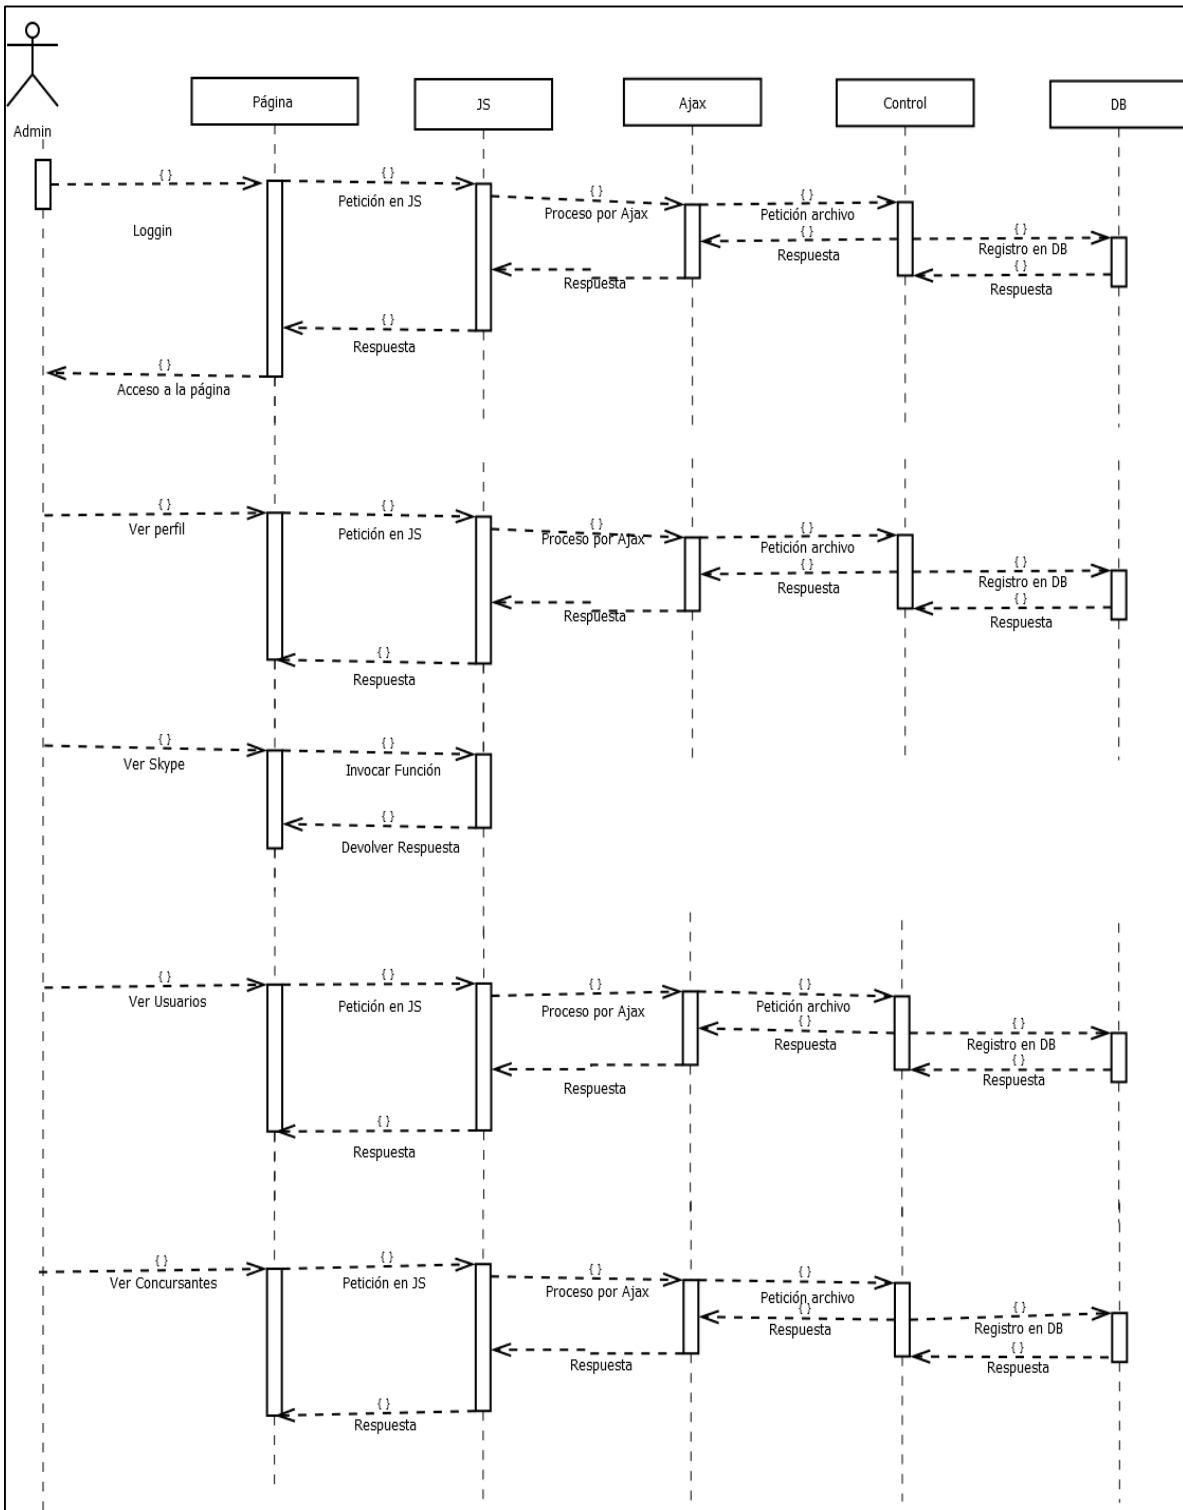 Admin
Página
JS
Ajax
Control
DB
{ }
Loggin
{ }
Petición en JS
{ }
Proceso por Ajax
{ }
Petición archivo
{ }
Respuesta
{ }
Registro en DB
{ }
Respuesta
Respuesta
{ }
Respuesta
{ }
Acceso a la página
{ }
Ver perfil
{ }
Petición en JS
{ }
Proceso por Ajax
{ }
Petición archivo
{ }
Respuesta
{ }
Registro en DB
{ }
Respuesta
Respuesta
{ }
Respuesta
{ }
Ver Skype
{ }
Invocar Función
{ }
Devolver Respuesta
{ }
Ver Usuarios
{ }
Petición en JS
{ }
Proceso por Ajax
{ }
Petición archivo
{ }
Respuesta
{ }
Registro en DB
{ }
Respuesta
Respuesta
{ }
Respuesta
{ }
Ver Concursantes
{ }
Petición en JS
{ }
Proceso por Ajax
{ }
Petición archivo
{ }
Respuesta
{ }
Registro en DB
{ }
Respuesta
Respuesta
{ }
Respuesta